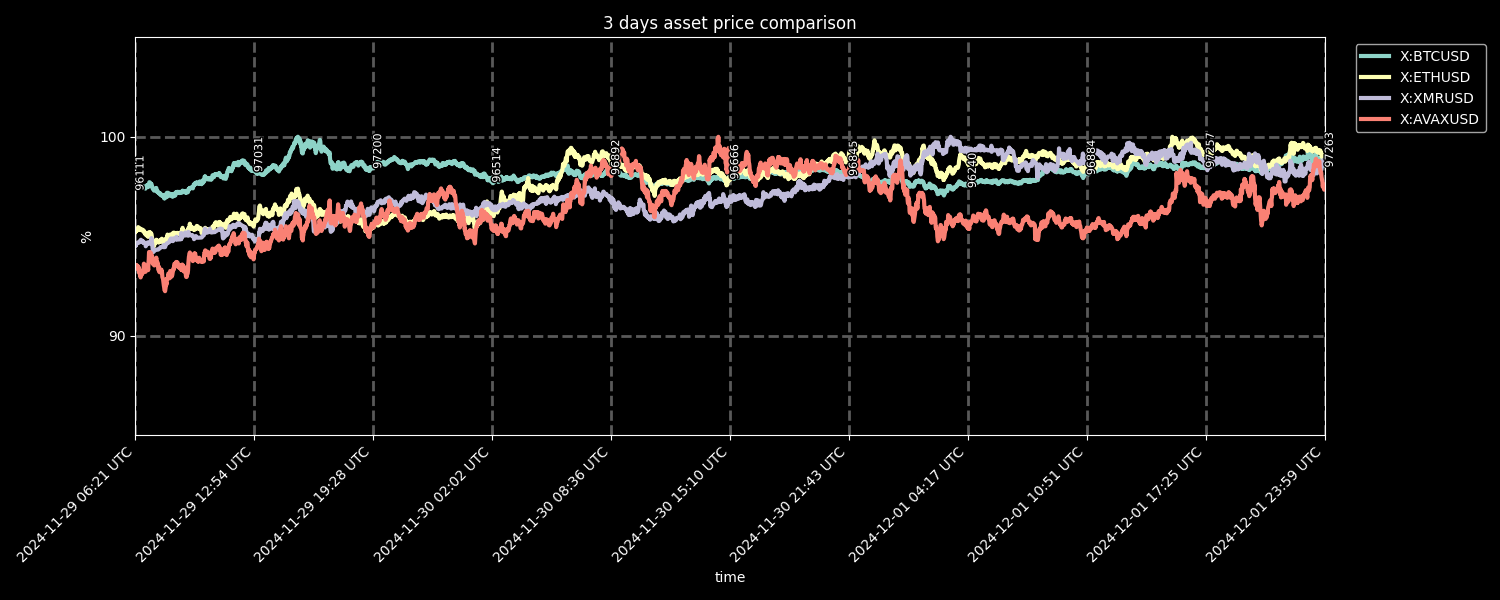 3 days asset price comparison
X:BTCUSD
X:ETHUSD
X:XMRUSD
X:AVAXUSD
100
90
%
96111
97031
97200
96514
96892
96666
96845
96240
96884
97257
97263
2024-11-29 06:21 UTC
2024-11-29 12:54 UTC
2024-11-29 19:28 UTC
2024-11-30 02:02 UTC
2024-11-30 08:36 UTC
2024-11-30 15:10 UTC
2024-11-30 21:43 UTC
2024-12-01 04:17 UTC
2024-12-01 10:51 UTC
2024-12-01 17:25 UTC
2024-12-01 23:59 UTC
time